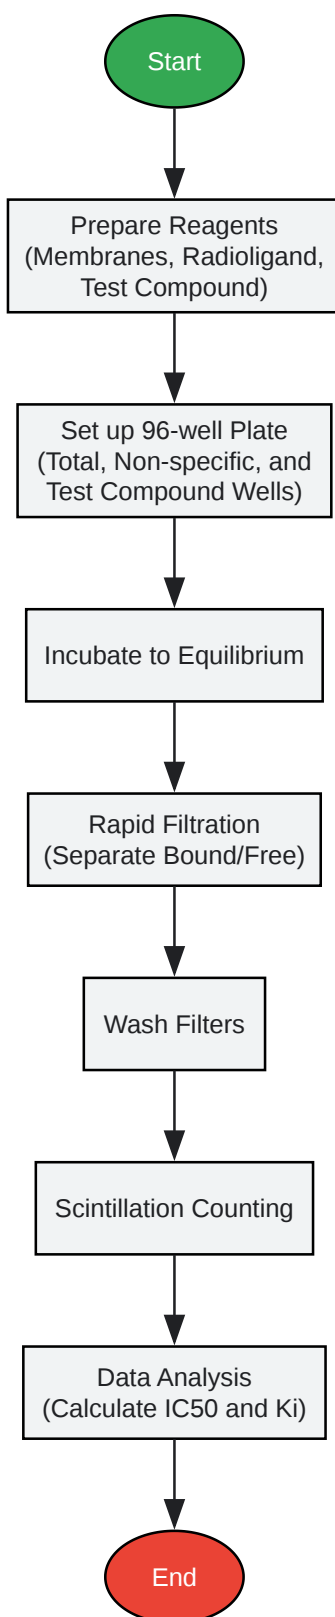 Start
Prepare Reagents
(Membranes, Radioligand,
Test Compound)
Set up 96-well Plate
(Total, Non-specific, and
Test Compound Wells)
Incubate to Equilibrium
Rapid Filtration
(Separate Bound/Free)
Wash Filters
Scintillation Counting
Data Analysis
(Calculate IC50 and Ki)
End